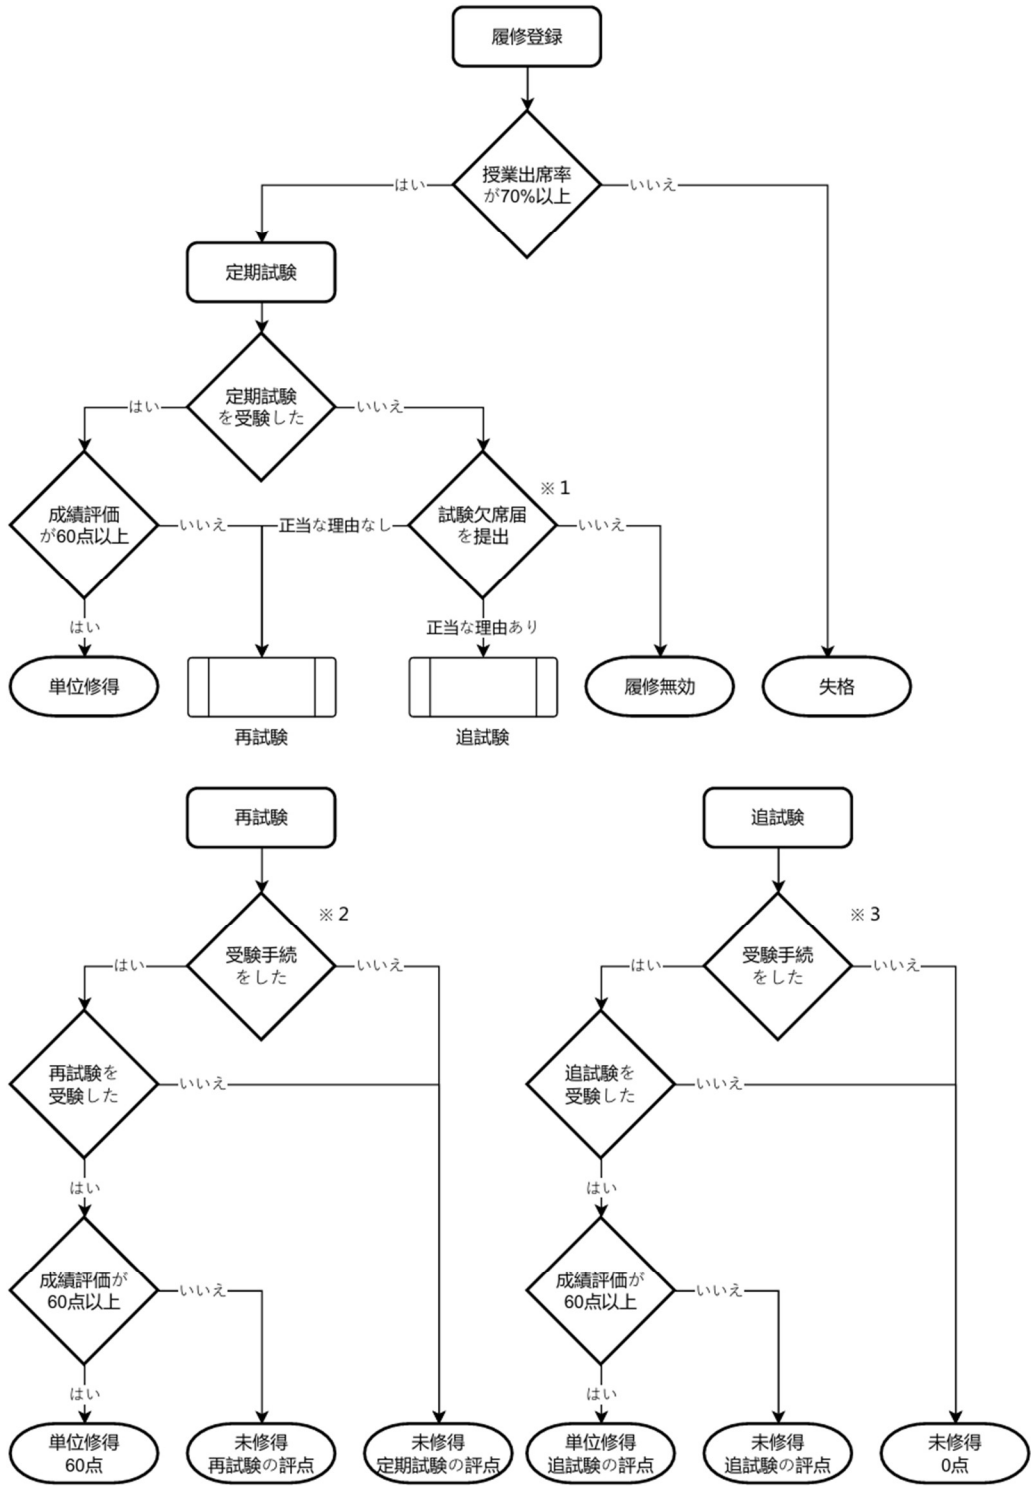 履修登録
授業出席率
が70%以上
はい
いいえ
定期試験
定期試験
を受験した
はい
いいえ
成績評価
が60点以上
いいえ
正当な理由なし
試験欠席届
を提出
※1
いいえ
はい
正当な理由あり
単位修得
再試験
追試験
履修無効
失格
再試験
受験手続
をした
※2
はい
いいえ
再試験を
受験した
いいえ
はい
成績評価が
60点以上
いいえ
はい
単位修得
60点
未修得
再試験の評点
未修得
定期試験の評点
追試験
受験手続
をした
※3
はい
いいえ
追試験を
受験した
いいえ
はい
成績評価が
60点以上
いいえ
はい
単位修得
追試験の評点
未修得
追試験の評点
未修得
0点